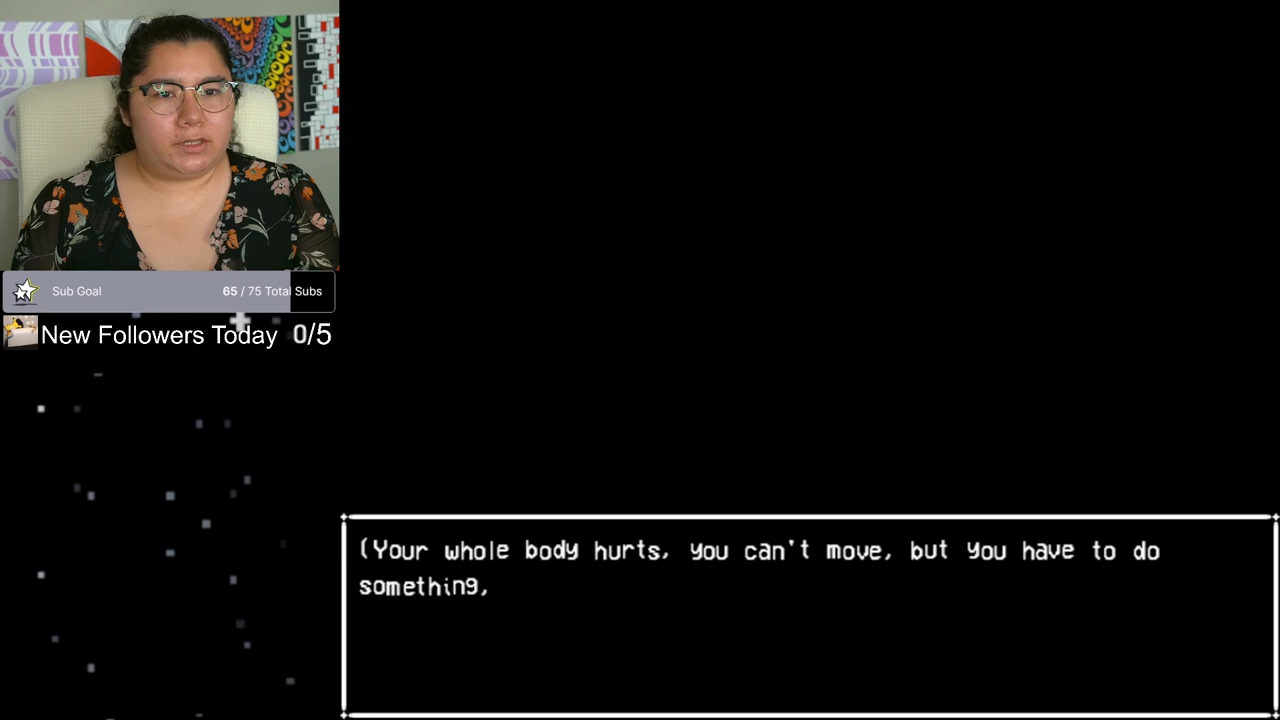 Sub Goal 65 / 75 Total Subs
New Followers Today 0/5
(Your whole body hurts, you can't move, but you have to do
something,